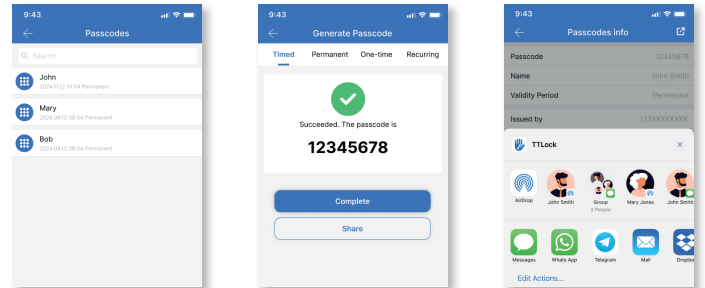 9:43
Passcodes
Search
John
2024.11.12 10:04 Permanent
Mary
2024.08.12 08:34 Permanent
Bob
2024.08.12 08:34 Permanent
9:43
Generate Passcode
Timed Permanent One-time Recurring
Succeeded. The passcode is
12345678
Complete
Share
9:43
Passcodes info
Passcode 12345678
Name John Smith
Validity Period Permenant
Issued by 137XXXXXXXX
TTLock
AirDrop John Smith Group Mary Jones John Smith
2 People
Messages Whats App Telegram Mail Dropbo
Edit Actions...